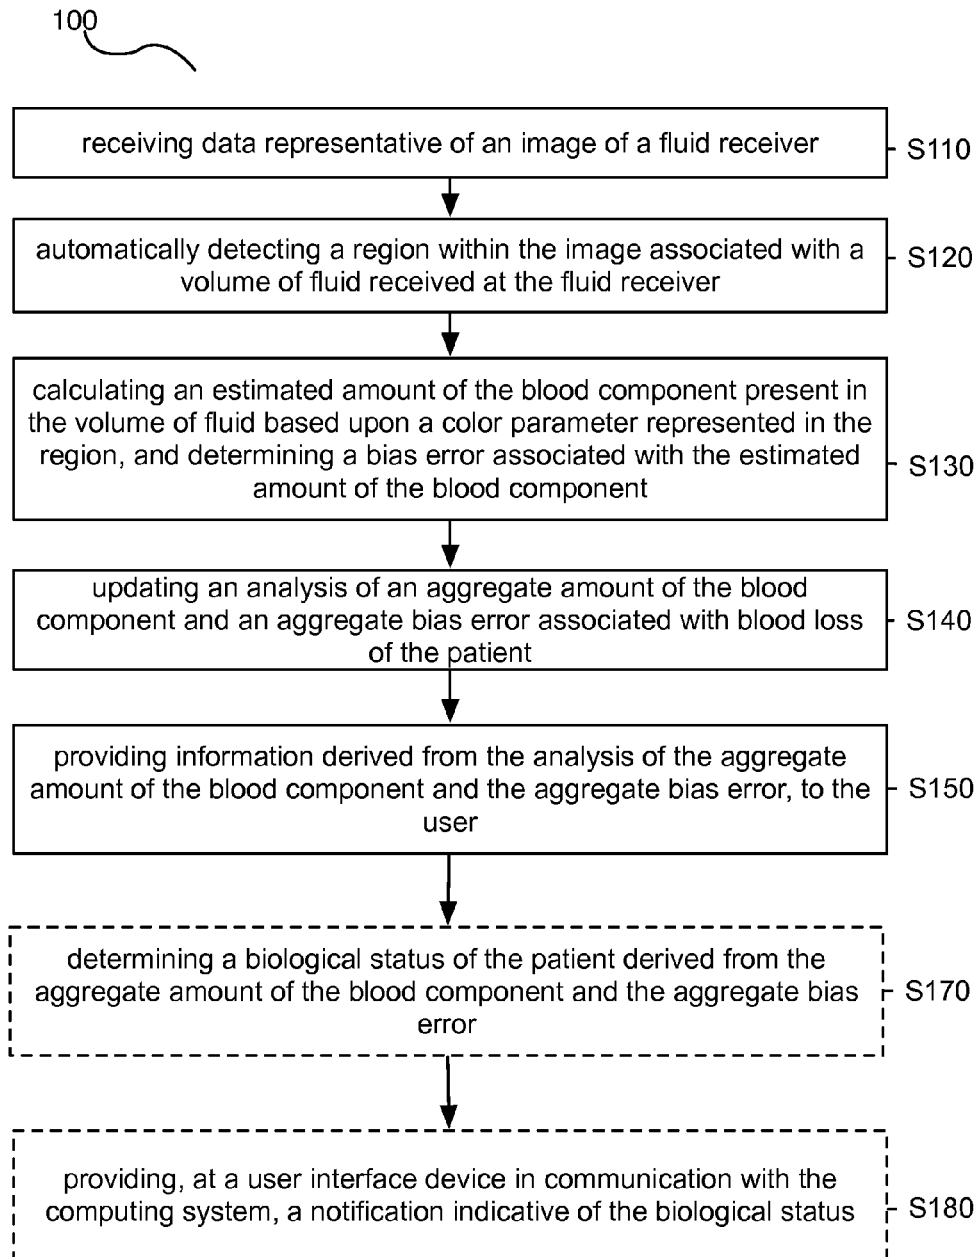 100
receiving data representative of an image of a fluid receiver
S110
automatically detecting a region within the image associated with a
volume of fluid received at the fluid receiver
S120
calculating an estimated amount of the blood component present in
the volume of fluid based upon a color parameter represented in the
region, and determining a bias error associated with the estimated
amount of the blood component
S130
updating an analysis of an aggregate amount of the blood
component and an aggregate bias error associated with blood loss
of the patient
S140
providing information derived from the analysis of the aggregate
amount of the blood component and the aggregate bias error, to the
user
S150
determining a biological status of the patient derived from the
aggregate amount of the blood component and the aggregate bias
error
S170
providing, at a user interface device in communication with the
computing system, a notification indicative of the biological status
S180